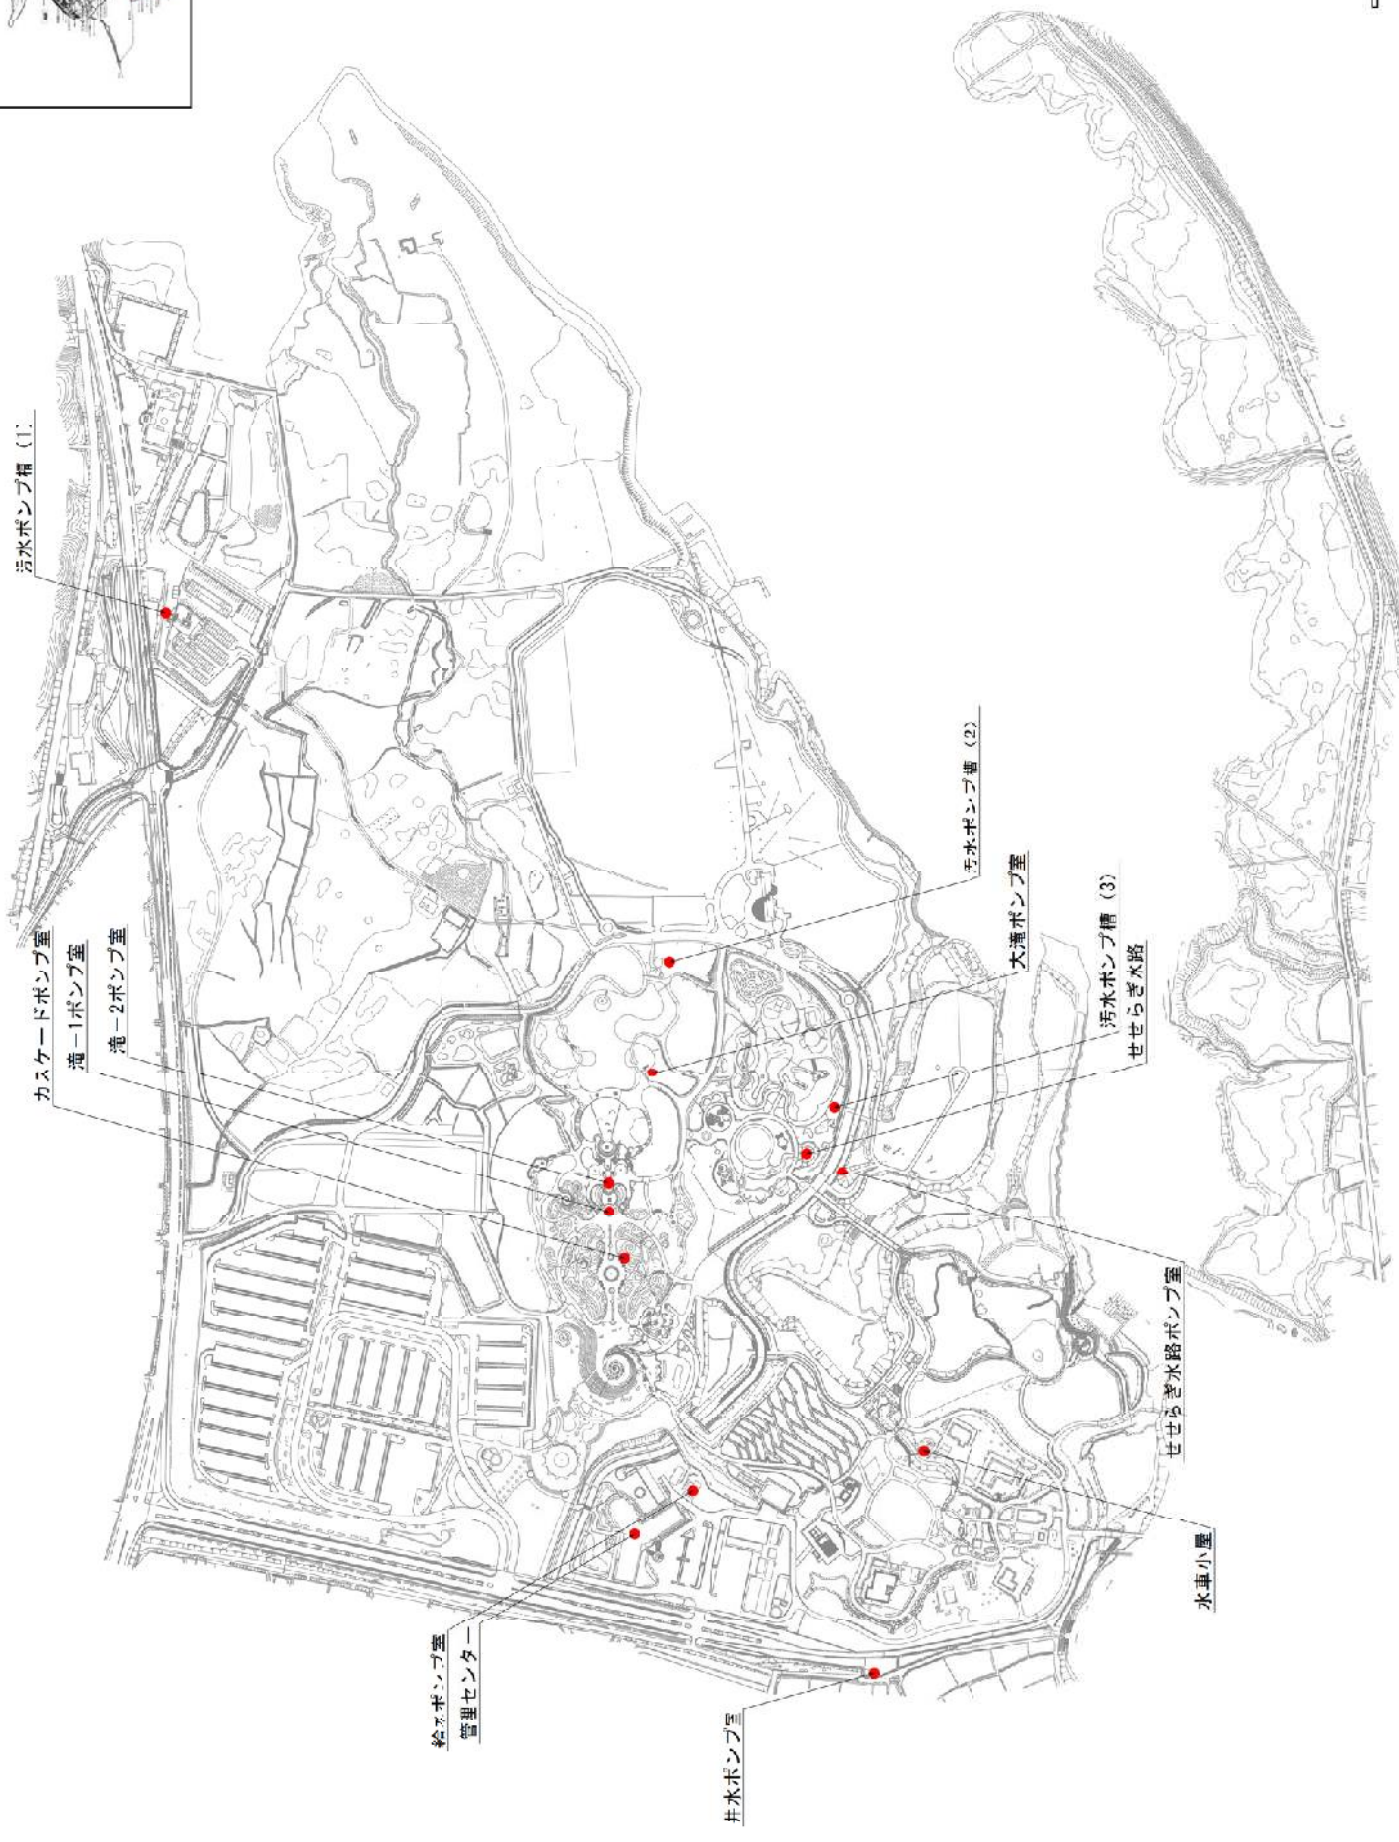 汚水ポンプ槽（1）
カスケードポンプ室
滝－1ポンプ室
滝－2ポンプ室
汚水ポンプ槽（2）
大滝ポンプ室
汚水ポンプ槽（3）
せせらぎ水路
せせらぎ水路ポンプ室
水車小屋
給水ポンプ室
管理センター
井水ポンプ室